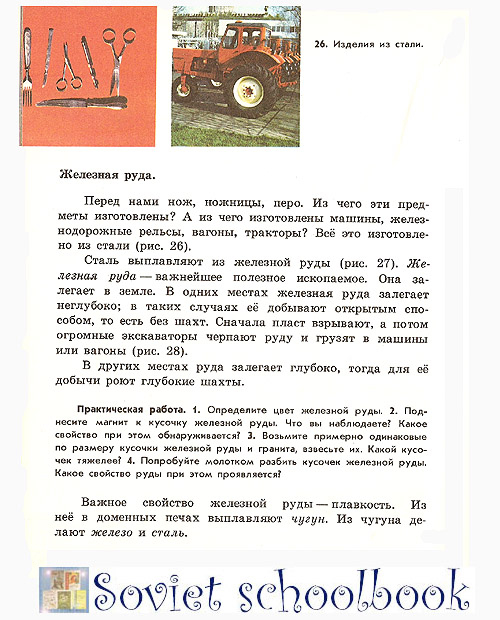 26. Изделия из стали.
Железная руда.
Перед нами нож, ножницы, перо. Из чего эти пред-
меты изготовлены? А из чего изготовлены машины, желез-
нодорожные рельсы, вагоны, тракторы? Всё это изготовле-
но из стали (рис. 26).
Сталь выплавляют из железной руды (рис. 27). Же-
лезная руда — важнейшее полезное ископаемое. Она за-
легает в земле. В одних местах железная руда залегает
неглубоко; в таких случаях её добывают открытым спо-
собом, то есть без шахт. Сначала пласт взрывают, а потом
огромные экскаваторы черпают руду и грузят в машины
или вагоны (рис. 28).
В других местах руда залегает глубоко, тогда для её
добычи роют глубокие шахты.
Практическая работа. 1. Определите цвет железной руды. 2. Под-
несите магнит к кусочку железной руды. Что вы наблюдаете? Какое
свойство при этом обнаруживается? 3. Возьмите примерно одинаковые
по размеру кусочки железной руды и гранита, взвесьте их. Какой кусо-
чек тяжелее? 4. Попробуйте молотком разбить кусочек железной руды.
Какое свойство руды при этом проявляется?
Важное свойство железной руды — плавкость. Из
неё в доменных печах выплавляют чугун. Из чугуна де-
лают железо и сталь.
Soviet schoolbook